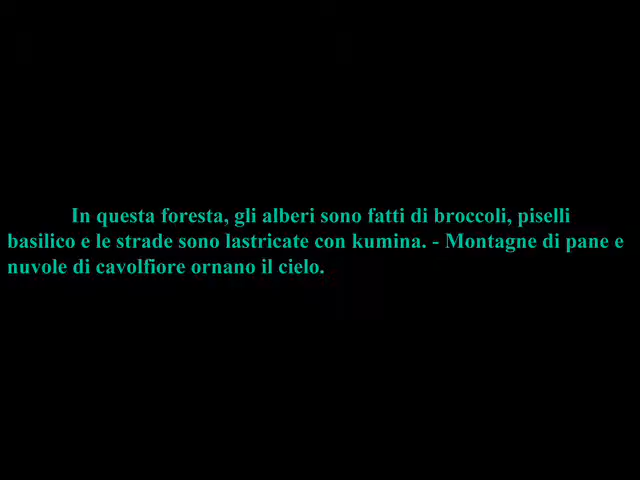 In questa foresta, gli alberi sono fatti di broccoli, piselli
basilico e le strade sono lastricate con kumina. - Montagne di pane e
nuvole di cavolfiore ornano il cielo.